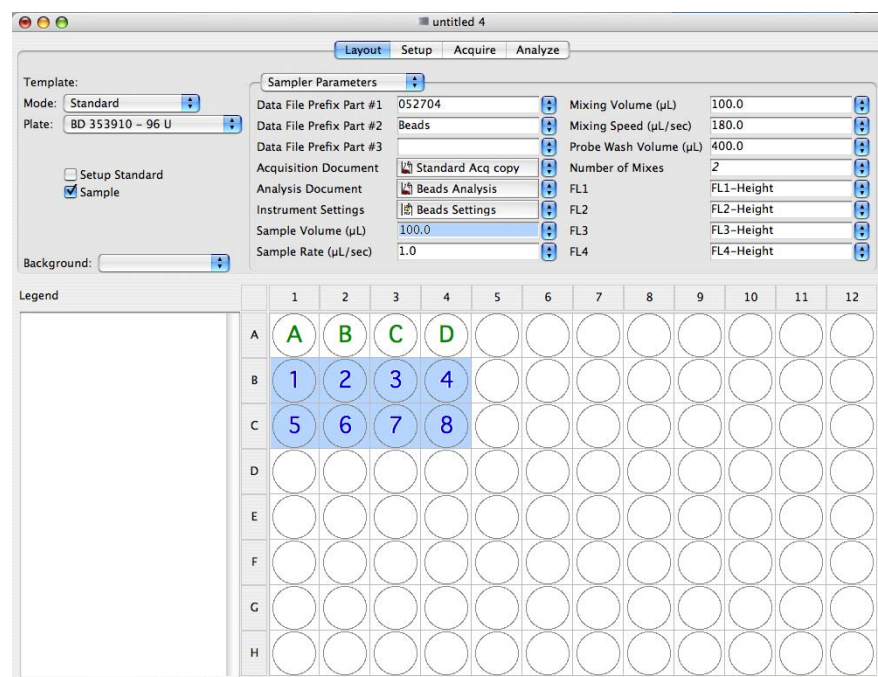 untitled 4
Layout Setup Acquire Analyze
Template:
Mode: Standard
Plate: BD 353910 – 96 U
Setup Standard
Sample
Background:
Sampler Parameters
Data File Prefix Part #1 052704
Data File Prefix Part #2 Beads
Data File Prefix Part #3
Acquisition Document Standard Acq copy
Analysis Document Beads Analysis
Instrument Settings Beads Settings
Sample Volume (µL) 100.0
Sample Rate (µL/sec) 1.0
Mixing Volume (µL) 100.0
Mixing Speed (µL/sec) 180.0
Probe Wash Volume (µL) 400.0
Number of Mixes 2
FL1 FL1–Height
FL2 FL2–Height
FL3 FL3–Height
FL4 FL4–Height
Legend
1 2 3 4 5 6 7 8 9 10 11 12
A A B C D
B 1 2 3 4
C 5 6 7 8
D
E
F
G
H